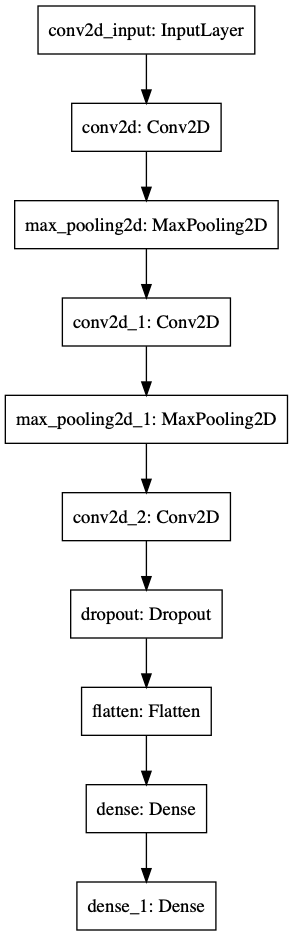 conv2d_input: InputLayer
conv2d: Conv2D
max_pooling2d: MaxPooling2D
conv2d_1: Conv2D
max_pooling2d_1: MaxPooling2D
conv2d_2: Conv2D
dropout: Dropout
flatten: Flatten
dense: Dense
dense_1: Dense